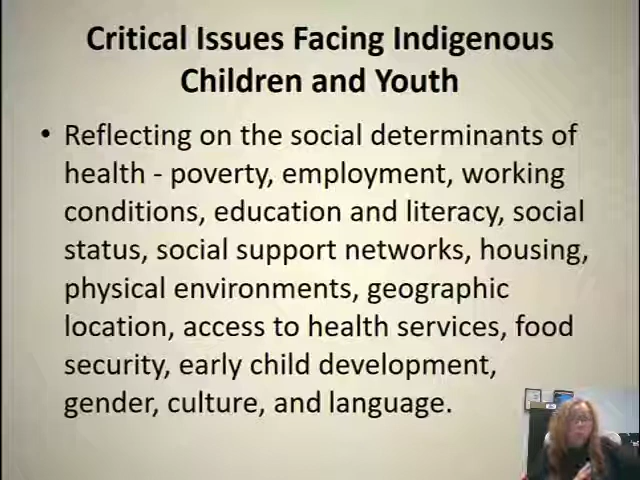 Critical Issues Facing Indigenous
Children and Youth
• Reflecting on the social determinants of
health - poverty, employment, working
conditions, education and literacy, social
status, social support networks, housing,
physical environments, geographic
location, access to health services, food
security, early child development,
gender, culture, and language.